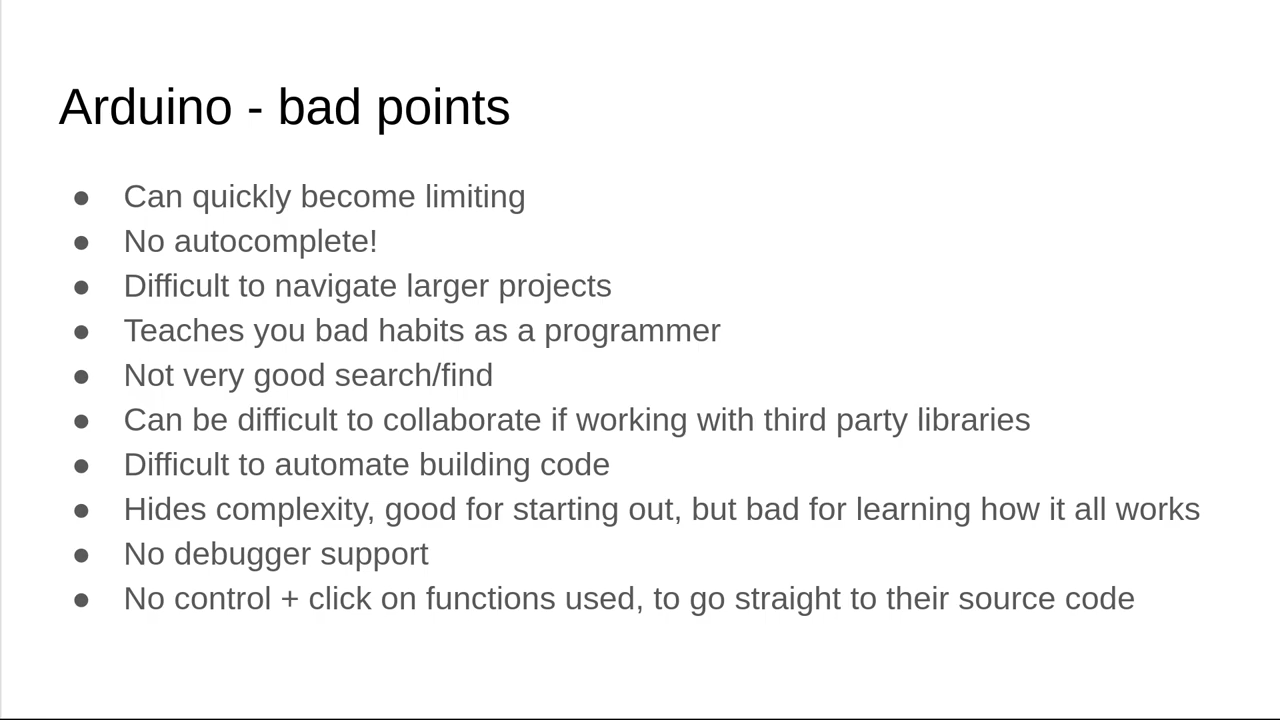 Arduino - bad points
● Can quickly become limiting
● No autocomplete!
● Difficult to navigate larger projects
● Teaches you bad habits as a programmer
● Not very good search/find
● Can be difficult to collaborate if working with third party libraries
● Difficult to automate building code
● Hides complexity, good for starting out, but bad for learning how it all works
● No debugger support
● No control + click on functions used, to go straight to their source code